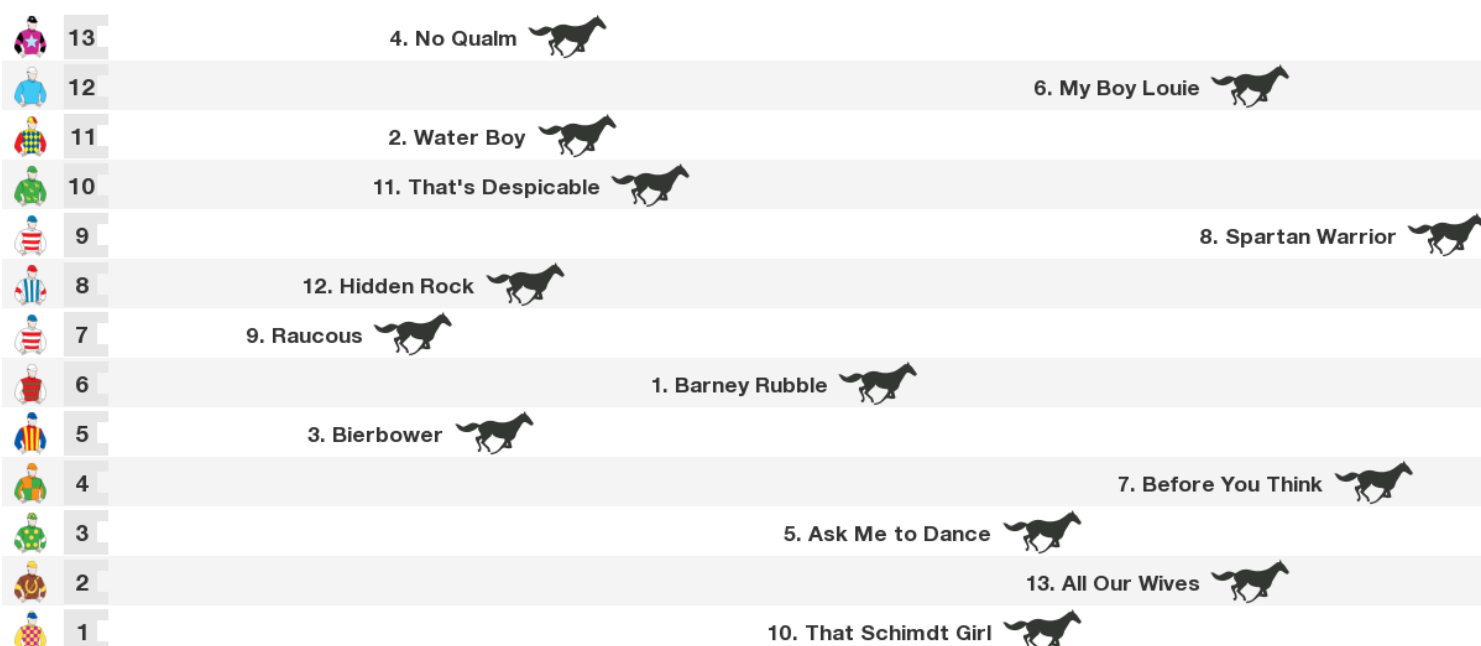 13 4. No Qualm
12 6. My Boy Louie
11 2. Water Boy
10 11. That's Despicable
9 8. Spartan Warrior
8 12. Hidden Rock
7 9. Raucous
6 1. Barney Rubble
5 3. Bierbower
4 7. Before You Think
3 5. Ask Me to Dance
2 13. All Our Wives
1 10. That Schimdt Girl